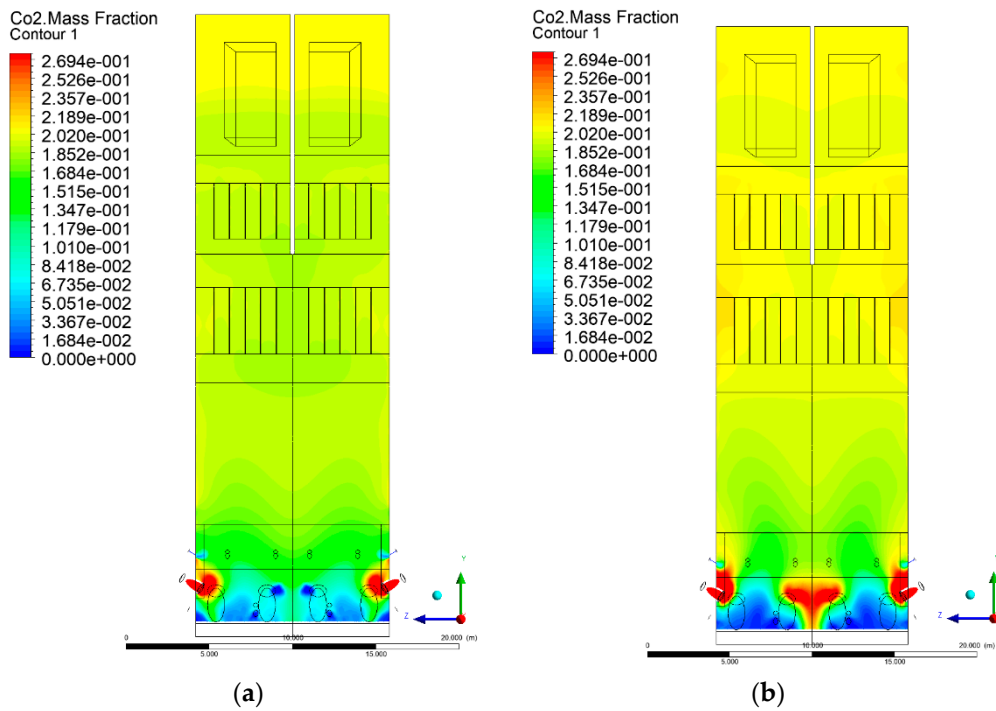 Co2.Mass Fraction
Contour 1
2.694e-001
2.526e-001
2.357e-001
2.189e-001
2.020e-001
1.852e-001
1.684e-001
1.515e-001
1.347e-001
1.179e-001
1.010e-001
8.418e-002
6.735e-002
5.051e-002
3.367e-002
1.684e-002
0.000e+000
Y
Z
0
10.000
20.000 (m)
5.000
15.000
(a)
Co2.Mass Fraction
Contour 1
2.694e-001
2.526e-001
2.357e-001
2.189e-001
2.020e-001
1.852e-001
1.684e-001
1.515e-001
1.347e-001
1.179e-001
1.010e-001
8.418e-002
6.735e-002
5.051e-002
3.367e-002
1.684e-002
0.000e+000
Y
Z
0
10.000
20.000 (m)
5.000
15.000
(b)